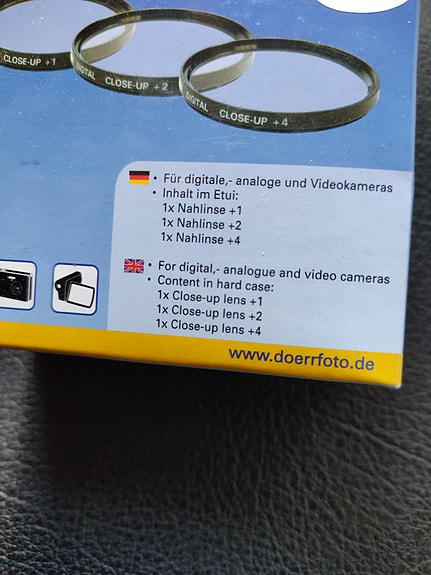 CLOSE-UP +1
DIGITAL CLOSE-UP +2
DIGITAL CLOSE-UP +4
• Für digitale,- analoge und Videokameras
• Inhalt im Etui:
1x Nahlinse +1
1x Nahlinse +2
1x Nahlinse +4
• For digital,- analogue and video cameras
• Content in hard case:
1x Close-up lens +1
1x Close-up lens +2
1x Close-up lens +4
www.doerrfoto.de